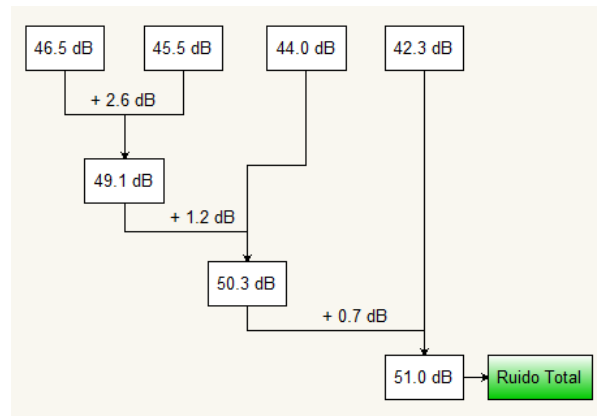 46.5 dB
45.5 dB
44.0 dB
42.3 dB
+ 2.6 dB
49.1 dB
+ 1.2 dB
50.3 dB
+ 0.7 dB
51.0 dB
Ruido Total